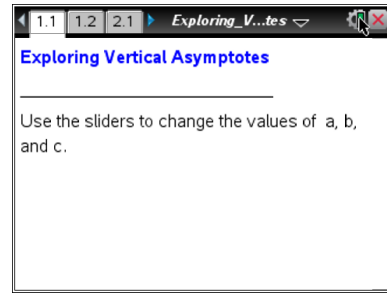 1.1 1.2 2.1 Exploring_V...tes
Exploring Vertical Asymptotes
Use the sliders to change the values of a, b,
and c.